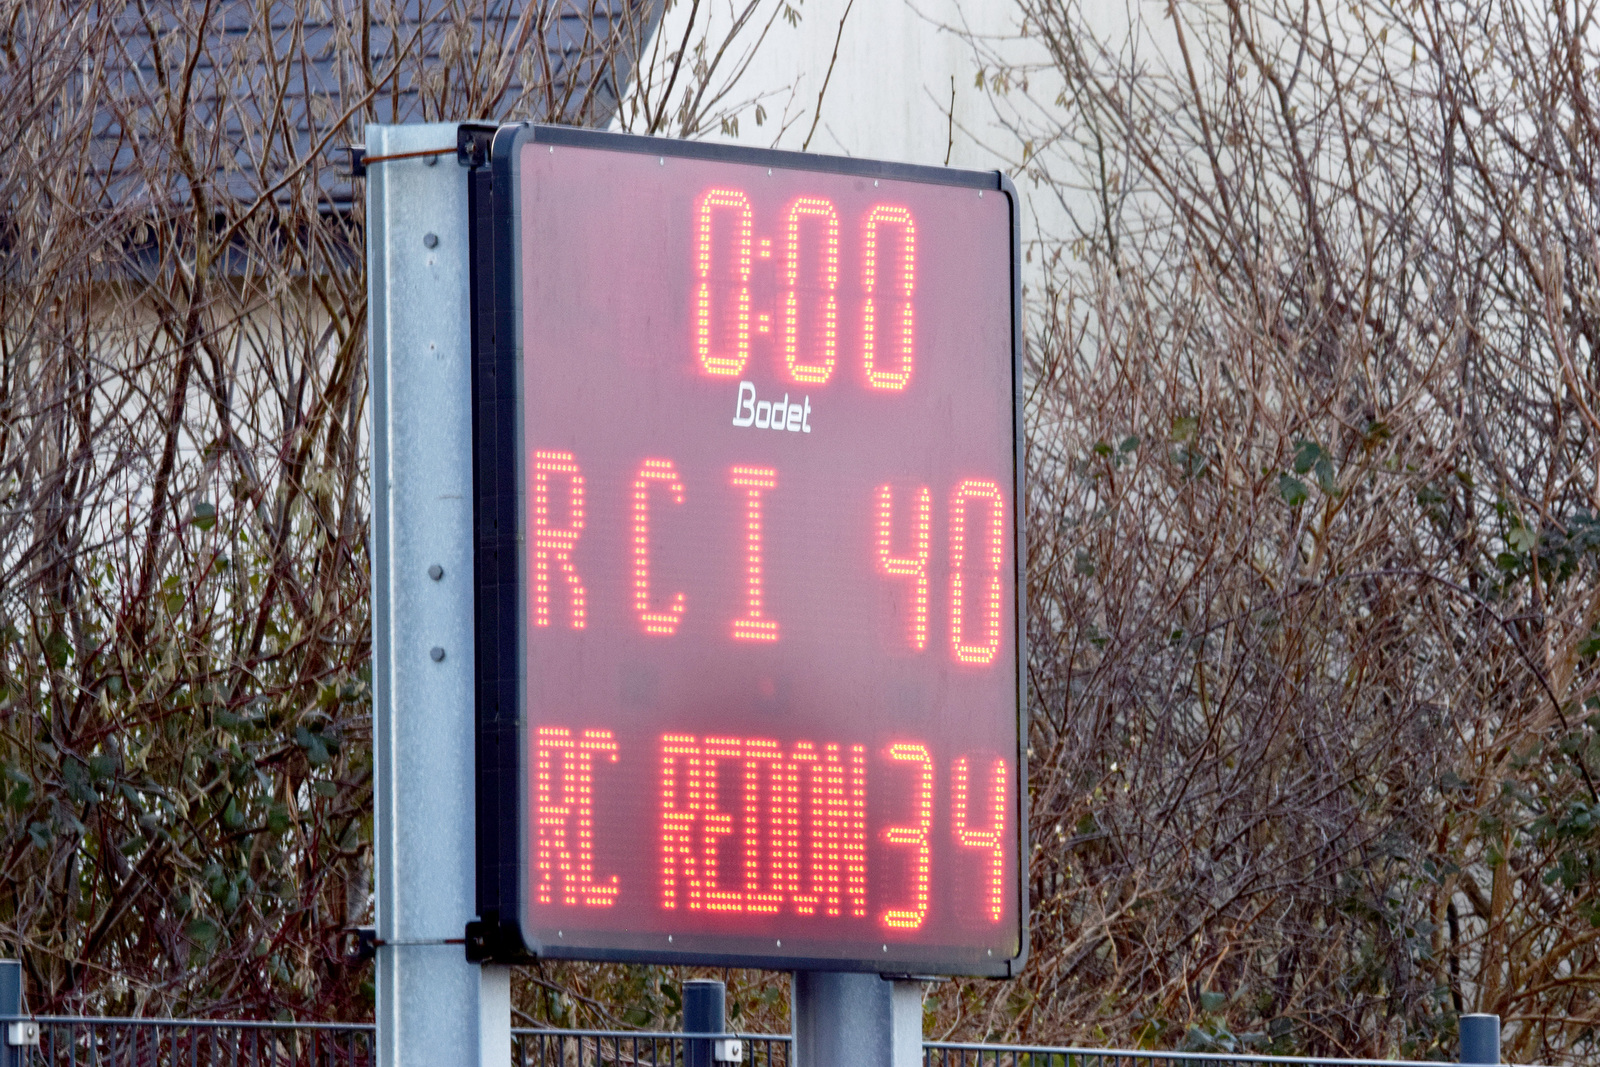 0:00
Bodet
RCI 40
RC REDON 34